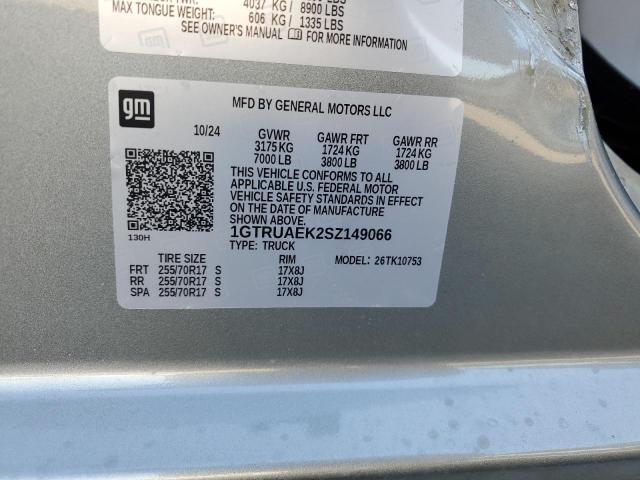 4037 KG / 8900 LBS
MAX TONGUE WEIGHT: 606 KG / 1335 LBS
SEE OWNER'S MANUAL FOR MORE INFORMATION
gm
MFD BY GENERAL MOTORS LLC
10/24 GVWR GAWR FRT GAWR RR
3175 KG 1724 KG 1724 KG
7000 LB 3800 LB 3800 LB
THIS VEHICLE CONFORMS TO ALL
APPLICABLE U.S. FEDERAL MOTOR
VEHICLE SAFETY STANDARDS IN EFFECT
ON THE DATE OF MANUFACTURE
SHOWN ABOVE.
130H
1GTRUAEK2SZ149066
TYPE: TRUCK
TIRE SIZE RIM MODEL: 26TK10753
FRT 255/70R17 S 17X8J
RR 255/70R17 S 17X8J
SPA 255/70R17 S 17X8J